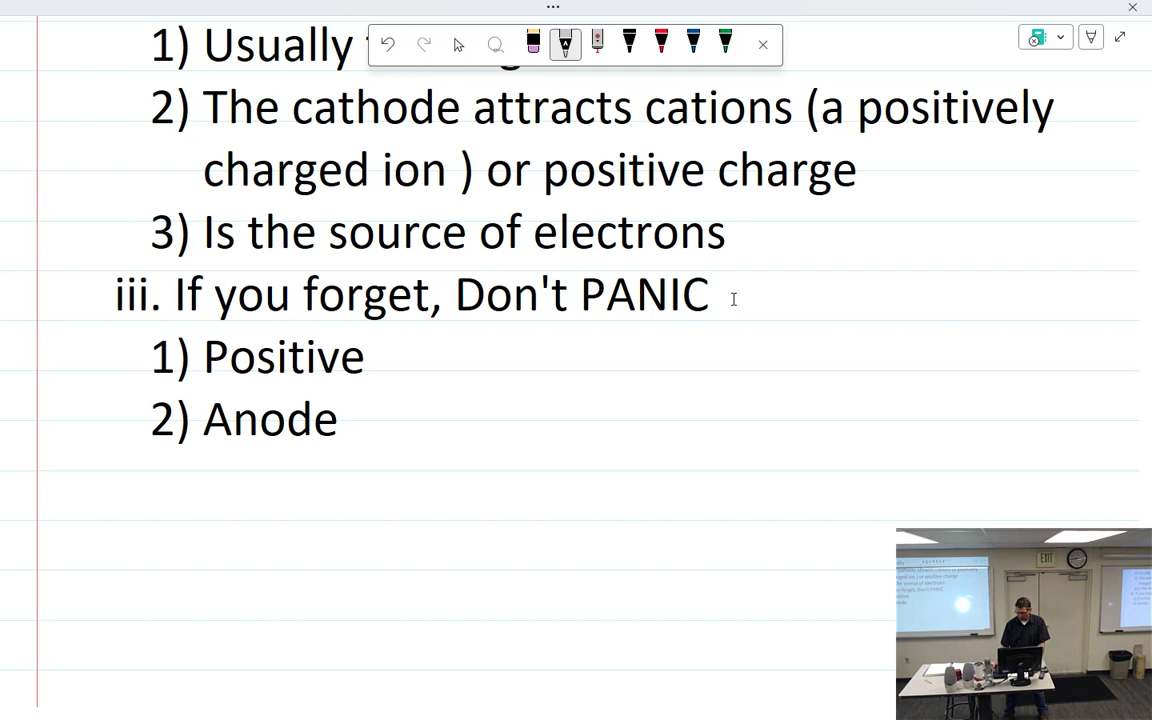 1) Usually
2) The cathode attracts cations (a positively
charged ion ) or positive charge
3) Is the source of electrons
iii. If you forget, Don't PANIC
1) Positive
2) Anode
EXIT